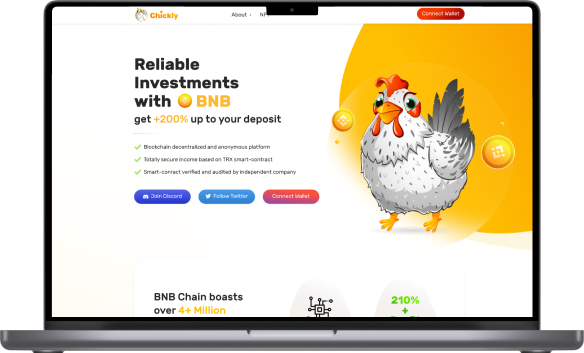 Chickly
About
NF
Connect Wallet
Reliable
Investments
with BNB
get +200% up to your deposit
Blockchain decentralized and anonymous platform
Totally secure income based on TRX smart-contract
Smart-conract verified and audited by independent company
Join Discord
Follow Twitter
Connect Wallet
BNB Chain boasts
over 4+ Million
210%
+